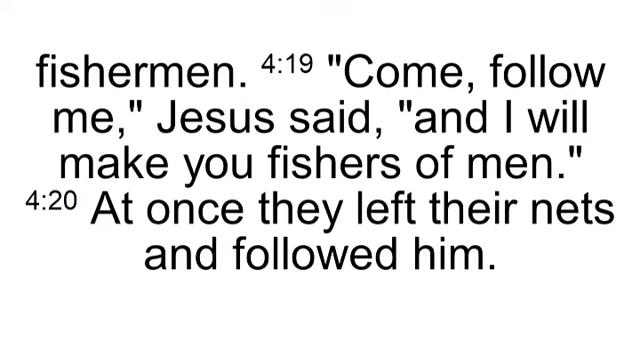 fishermen. 4:19 "Come, follow
me," Jesus said, "and I will
make you fishers of men."
4:20 At once they left their nets
and followed him.